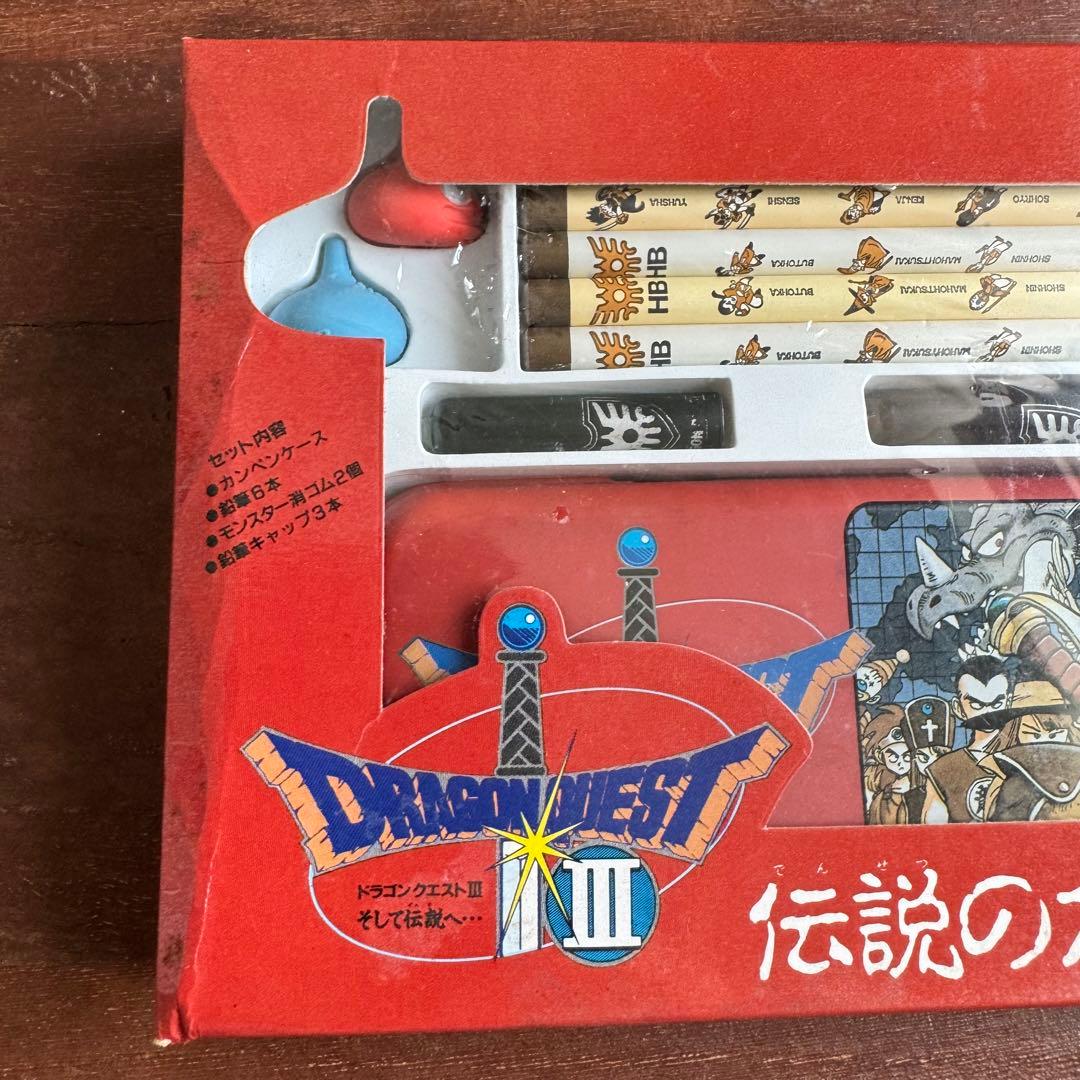 YUHSHA SENSHI KENJA SOHRYO
HB BUTOHKA MAHOHTSUKAI SHOHNIN
HB BUTOHKA MAHOHTSUKAI SHOHNIN
HB BUTOHKA MAHOHTSUKAI SHOHNIN
セット内容
●カンペンケース
●鉛筆6本
●モンスター消ゴム2個
●鉛筆キャップ3本
DRAGON QUEST
III
ドラゴンクエストIII
そして伝説へ…
でんせつ
伝説の